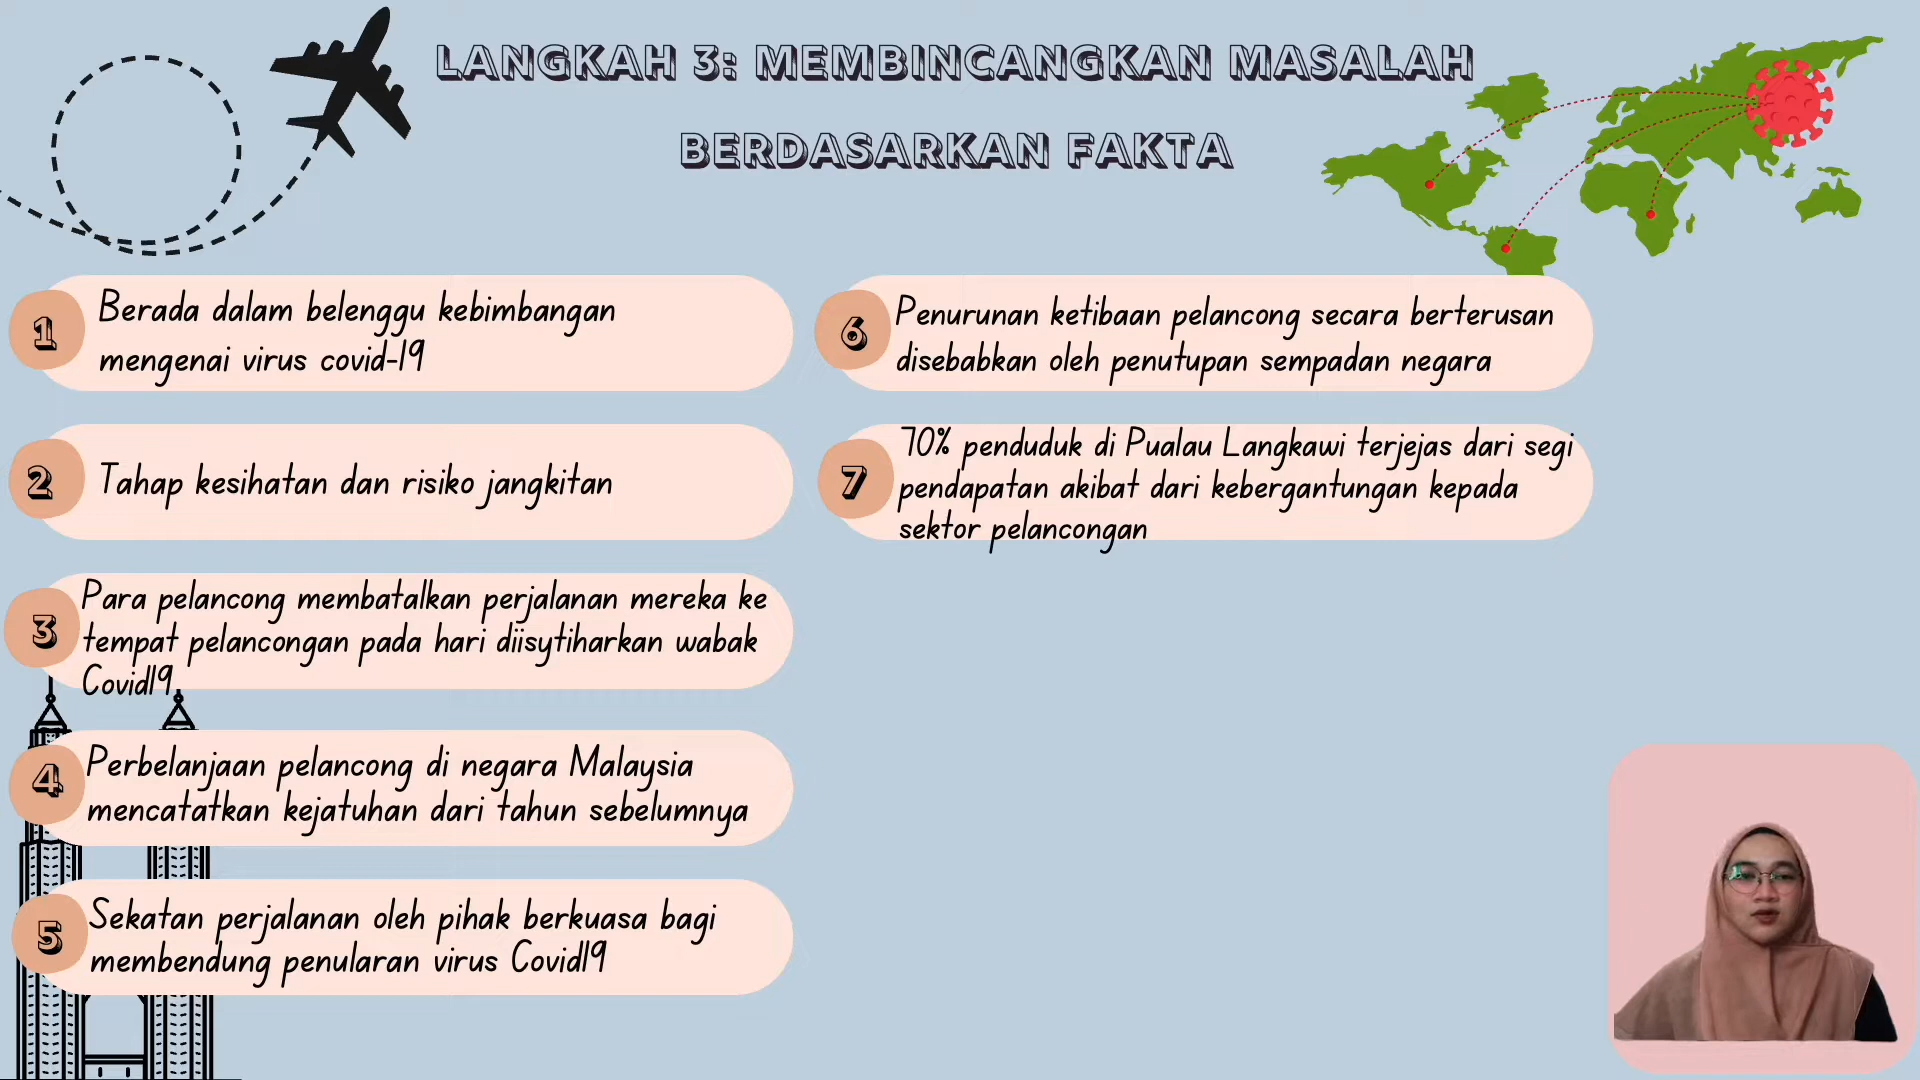 LANGKAH 3: MEMBINCANGKAN MASALAH
BERDASARKAN FAKTA
1
Berada dalam belenggu kebimbangan
mengenai virus covid-19
2
Tahap kesihatan dan risiko jangkitan
3
Para pelancong membatalkan perjalanan mereka ke
tempat pelancongan pada hari diisytiharkan wabak
Covid19
4
Perbelanjaan pelancong di negara Malaysia
mencatatkan kejatuhan dari tahun sebelumnya
5
Sekatan perjalanan oleh pihak berkuasa bagi
membendung penularan virus Covid19
6
Penurunan ketibaan pelancong secara berterusan
disebabkan oleh penutupan sempadan negara
7
70% penduduk di Pualau Langkawi terjejas dari segi
pendapatan akibat dari kebergantungan kepada
sektor pelancongan